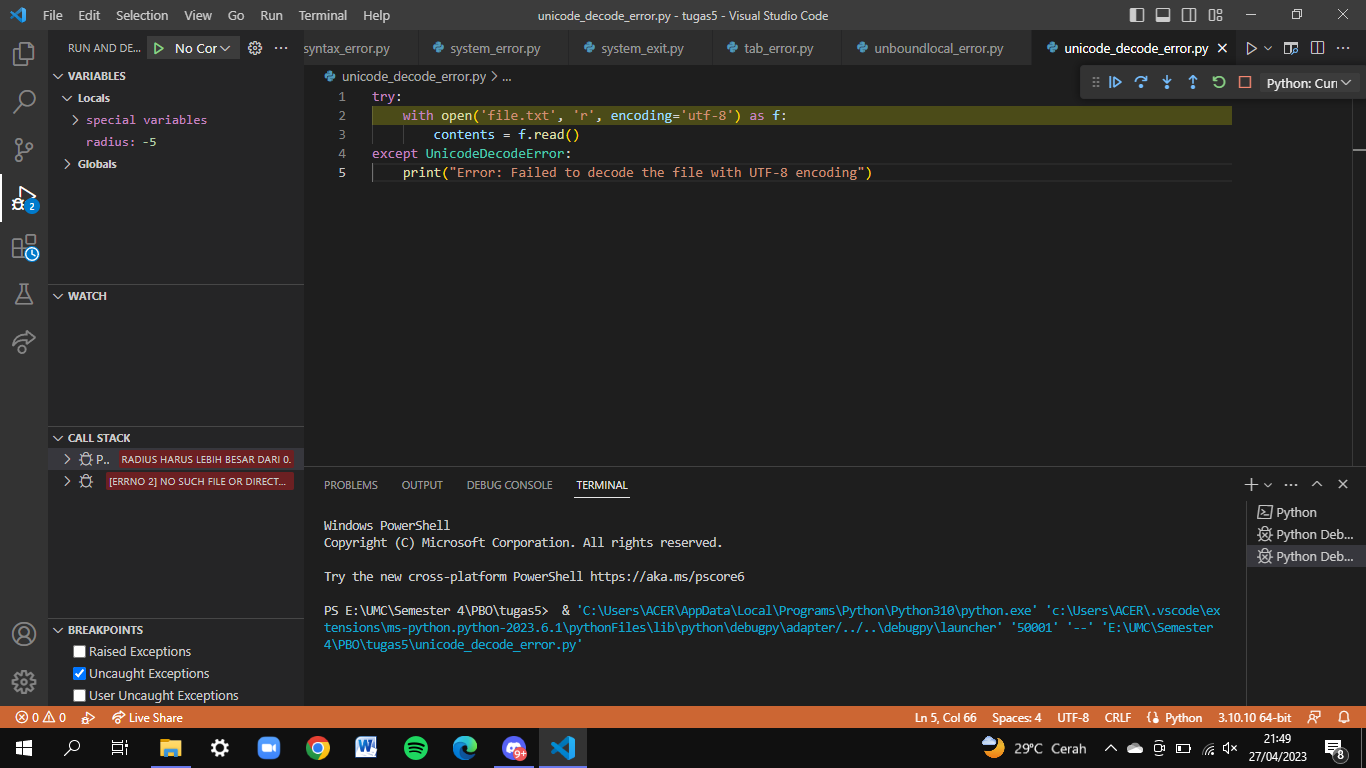 File Edit Selection View Go Run Terminal Help
unicode_decode_error.py - tugas5 - Visual Studio Code
RUN AND DE... No Cor
VARIABLES
Locals
special variables
radius: -5
Globals
WATCH
CALL STACK
P.. RADIUS HARUS LEBIH BESAR DARI 0.
[ERRNO 2] NO SUCH FILE OR DIRECT...
BREAKPOINTS
Raised Exceptions
Uncaught Exceptions
User Uncaught Exceptions
syntax_error.py system_error.py system_exit.py tab_error.py unboundlocal_error.py unicode_decode_error.py
unicode_decode_error.py > ...
Python: Cur
1 try:
2 with open('file.txt', 'r', encoding='utf-8') as f:
3 contents = f.read()
4 except UnicodeDecodeError:
5 print("Error: Failed to decode the file with UTF-8 encoding")
PROBLEMS OUTPUT DEBUG CONSOLE TERMINAL
Windows PowerShell
Copyright (C) Microsoft Corporation. All rights reserved.
Try the new cross-platform PowerShell https://aka.ms/pscore6
PS E:\UMC\Semester 4\PBO\tugas5> & 'C:\Users\ACER\AppData\Local\Programs\Python\Python310\python.exe' 'c:\Users\ACER\.vscode\ex
tensions\ms-python.python-2023.6.1\pythonFiles\lib\python\debugpy\adapter/../..\debugpy\launcher' '50001' '--' 'E:\UMC\Semester
4\PBO\tugas5\unicode_decode_error.py'
Python
Python Deb...
Python Deb...
2
0 0 Live Share
Ln 5, Col 66 Spaces: 4 UTF-8 CRLF Python 3.10.10 64-bit
9+
29°C Cerah
21:49
27/04/2023
8